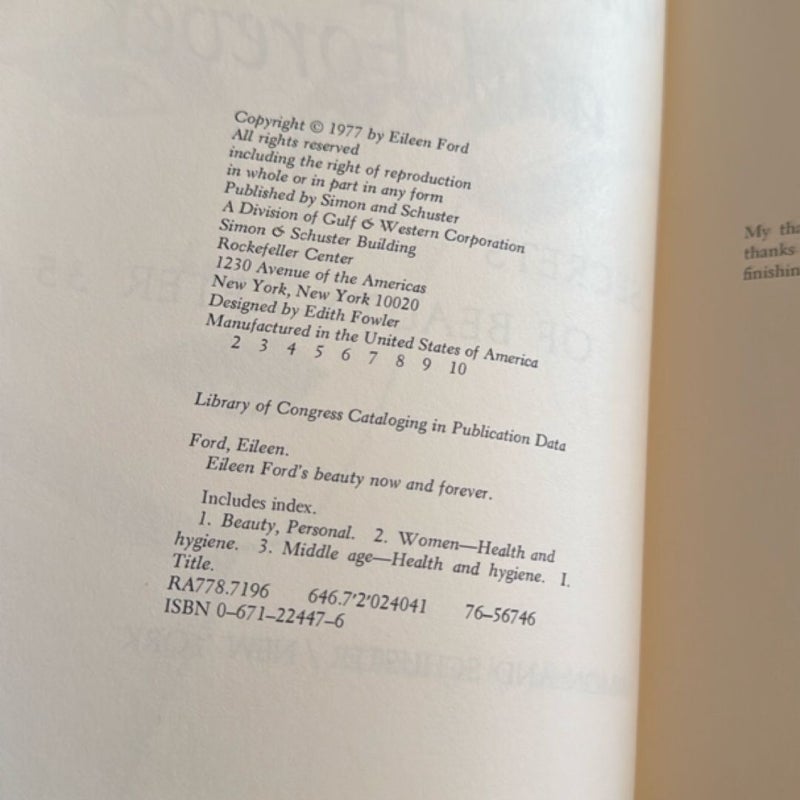 Copyright © 1977 by Eileen Ford
All rights reserved
including the right of reproduction
in whole or in part in any form
Published by Simon and Schuster
A Division of Gulf & Western Corporation
Simon & Schuster Building
Rockefeller Center
1230 Avenue of the Americas
New York, New York 10020
Designed by Edith Fowler
Manufactured in the United States of America
2 3 4 5 6 7 8 9 10
Library of Congress Cataloging in Publication Data
Ford, Eileen.
Eileen Ford's beauty now and forever.
Includes index.
1. Beauty, Personal. 2. Women—Health and
hygiene. 3. Middle age—Health and hygiene. I.
Title.
RA778.7196 646.7'2'024041 76–56746
ISBN 0–671–22447–6
My tha
thanks
finishin